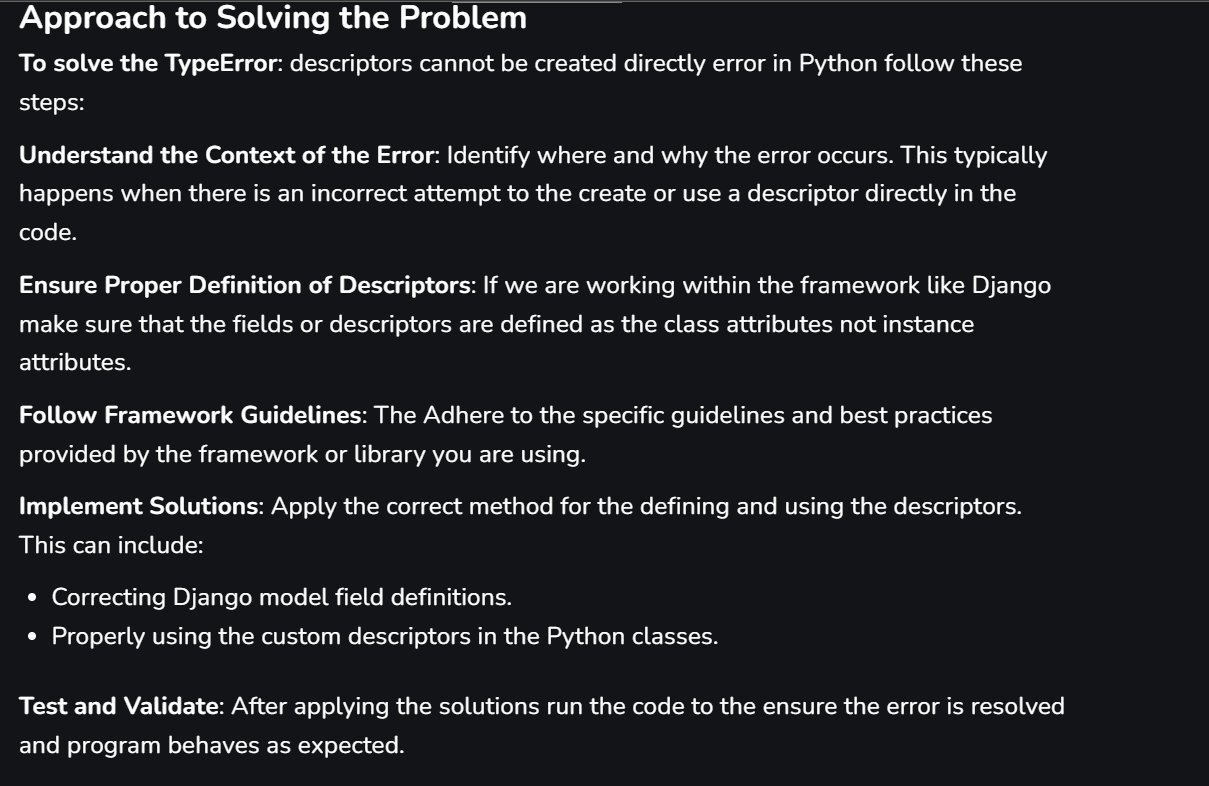 Approach to Solving the Problem
To solve the TypeError: descriptors cannot be created directly error in Python follow these
steps:
Understand the Context of the Error: Identify where and why the error occurs. This typically
happens when there is an incorrect attempt to the create or use a descriptor directly in the
code.
Ensure Proper Definition of Descriptors: If we are working within the framework like Django
make sure that the fields or descriptors are defined as the class attributes not instance
attributes.
Follow Framework Guidelines: The Adhere to the specific guidelines and best practices
provided by the framework or library you are using.
Implement Solutions: Apply the correct method for the defining and using the descriptors.
This can include:
• Correcting Django model field definitions.
• Properly using the custom descriptors in the Python classes.
Test and Validate: After applying the solutions run the code to the ensure the error is resolved
and program behaves as expected.